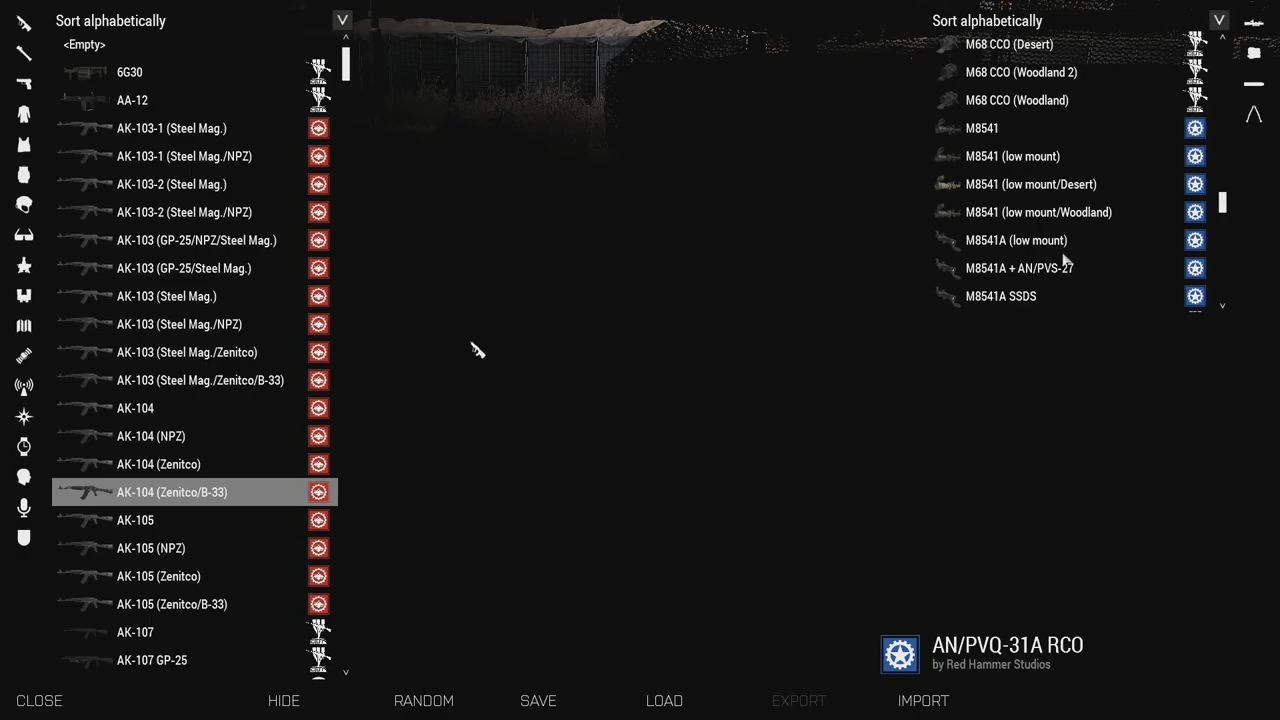 Sort alphabetically
V
<Empty>
6G30
AA-12
AK-103-1 (Steel Mag.)
AK-103-1 (Steel Mag./NPZ)
AK-103-2 (Steel Mag.)
AK-103-2 (Steel Mag./NPZ)
AK-103 (GP-25/NPZ/Steel Mag.)
AK-103 (GP-25/Steel Mag.)
AK-103 (Steel Mag.)
AK-103 (Steel Mag./NPZ)
AK-103 (Steel Mag./Zenitco)
AK-103 (Steel Mag./Zenitco/B-33)
AK-104
AK-104 (NPZ)
AK-104 (Zenitco)
AK-104 (Zenitco/B-33)
AK-105
AK-105 (NPZ)
AK-105 (Zenitco)
AK-105 (Zenitco/B-33)
AK-107
AK-107 GP-25
Sort alphabetically
V
M68 CCO (Desert)
M68 CCO (Woodland 2)
M68 CCO (Woodland)
M8541
M8541 (low mount)
M8541 (low mount/Desert)
M8541 (low mount/Woodland)
M8541A (low mount)
M8541A + AN/PVS-27
M8541A SSDS
AN/PVQ-31A RCO
by Red Hammer Studios
CLOSE
HIDE
RANDOM
SAVE
LOAD
EXPORT
IMPORT